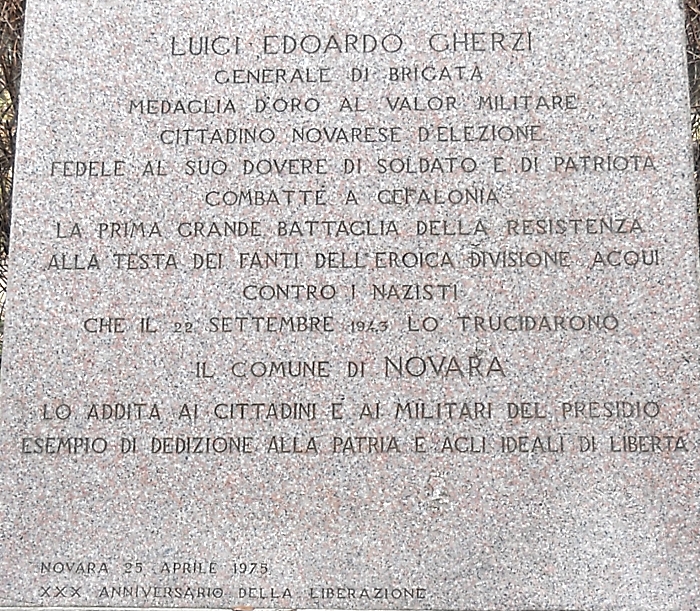 LUIGI EDOARDO GHERZI
GENERALE DI BRIGATA
MEDAGLIA D'ORO AL VALOR MILITARE
CITTADINO NOVARESE D'ELEZIONE
FEDELE AL SUO DOVERE DI SOLDATO E DI PATRIOTA
COMBATTÉ A CEFALONIA
LA PRIMA GRANDE BATTAGLIA DELLA RESISTENZA
ALLA TESTA DEI FANTI DELL'EROICA DIVISIONE ACQUI
CONTRO I NAZISTI
CHE IL 22 SETTEMBRE 1943 LO TRUCIDARONO
IL COMUNE DI NOVARA
LO ADDITA AI CITTADINI E AI MILITARI DEL PRESIDIO
ESEMPIO DI DEDIZIONE ALLA PATRIA E AGLI IDEALI DI LIBERTÀ
NOVARA 25 APRILE 1975
XXX ANNIVERSARIO DELLA LIBERAZIONE